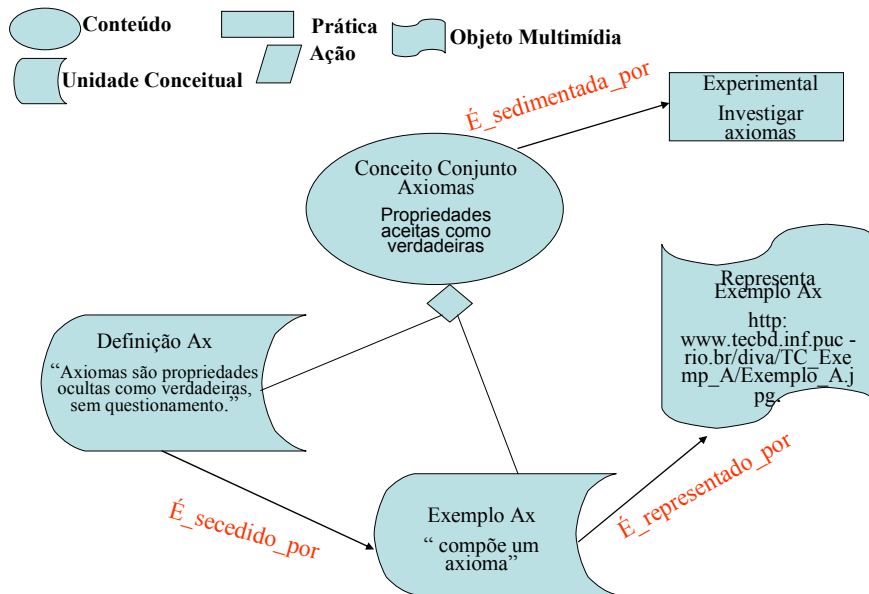 Conteúdo
Prática
Ação
Objeto Multimídia
Unidade Conceitual
É_sedimentada_por
Experimental
Investigar
axiomas
Conceito Conjunto
Axiomas
Propriedades
aceitas como
verdadeiras
Representa
Exemplo Ax
http:
www.tecbd.inf.puc -
rio.br/diva/TC_Exe
mp_A/Exemplo_A.j
pg.
Definição Ax
“Axiomas são propriedades
ocultas como verdadeiras,
sem questionamento.”
É_secedido_por
Exemplo Ax
“ compõe um
axioma”
É_representado_por